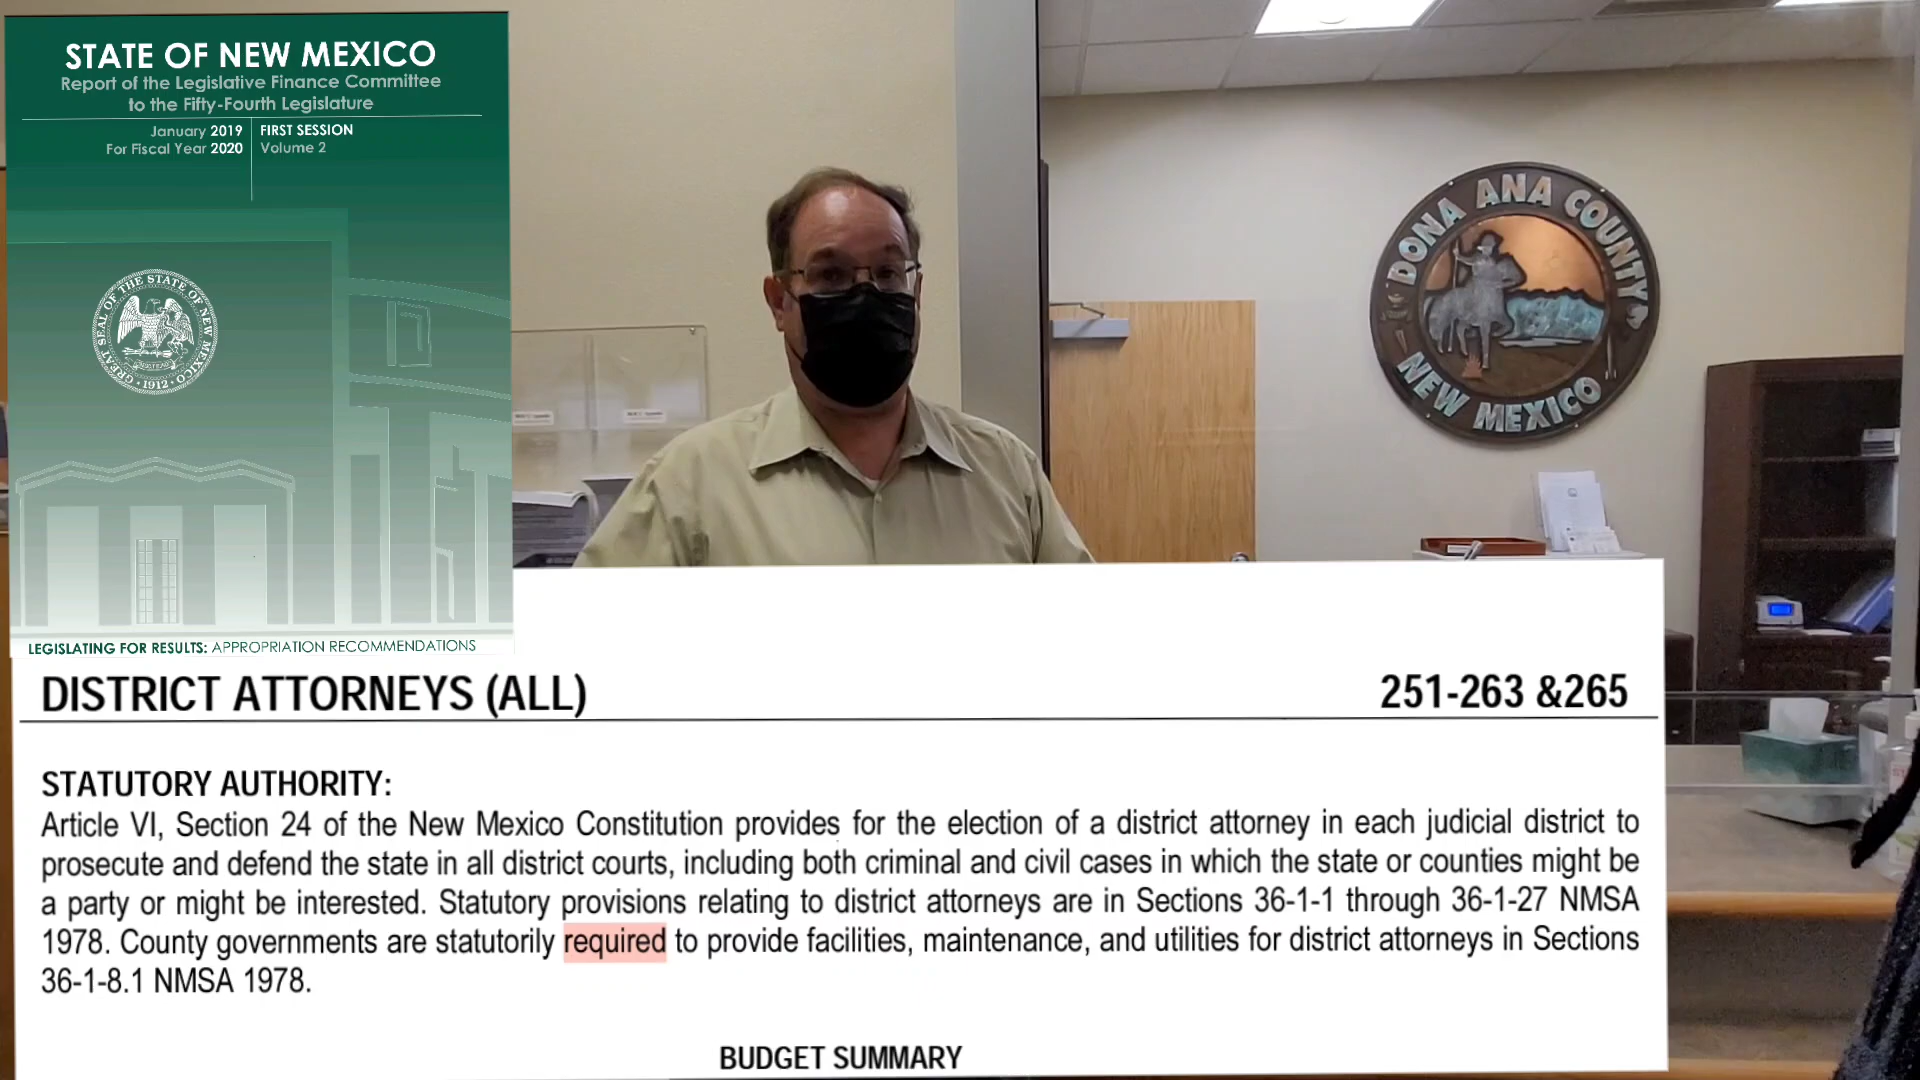 STATE OF NEW MEXICO
Report of the Legislative Finance Committee
to the Fifty-Fourth Legislature
January 2019
For Fiscal Year 2020
FIRST SESSION
Volume 2
GREAT SEAL OF THE STATE OF NEW MEXICO
1912
LEGISLATING FOR RESULTS: APPROPRIATION RECOMMENDATIONS
DONA ANA COUNTY
NEW MEXICO
DISTRICT ATTORNEYS (ALL)
251-263 &265
STATUTORY AUTHORITY:
Article VI, Section 24 of the New Mexico Constitution provides for the election of a district attorney in each judicial district to
prosecute and defend the state in all district courts, including both criminal and civil cases in which the state or counties might be
a party or might be interested. Statutory provisions relating to district attorneys are in Sections 36-1-1 through 36-1-27 NMSA
1978. County governments are statutorily required to provide facilities, maintenance, and utilities for district attorneys in Sections
36-1-8.1 NMSA 1978.
BUDGET SUMMARY